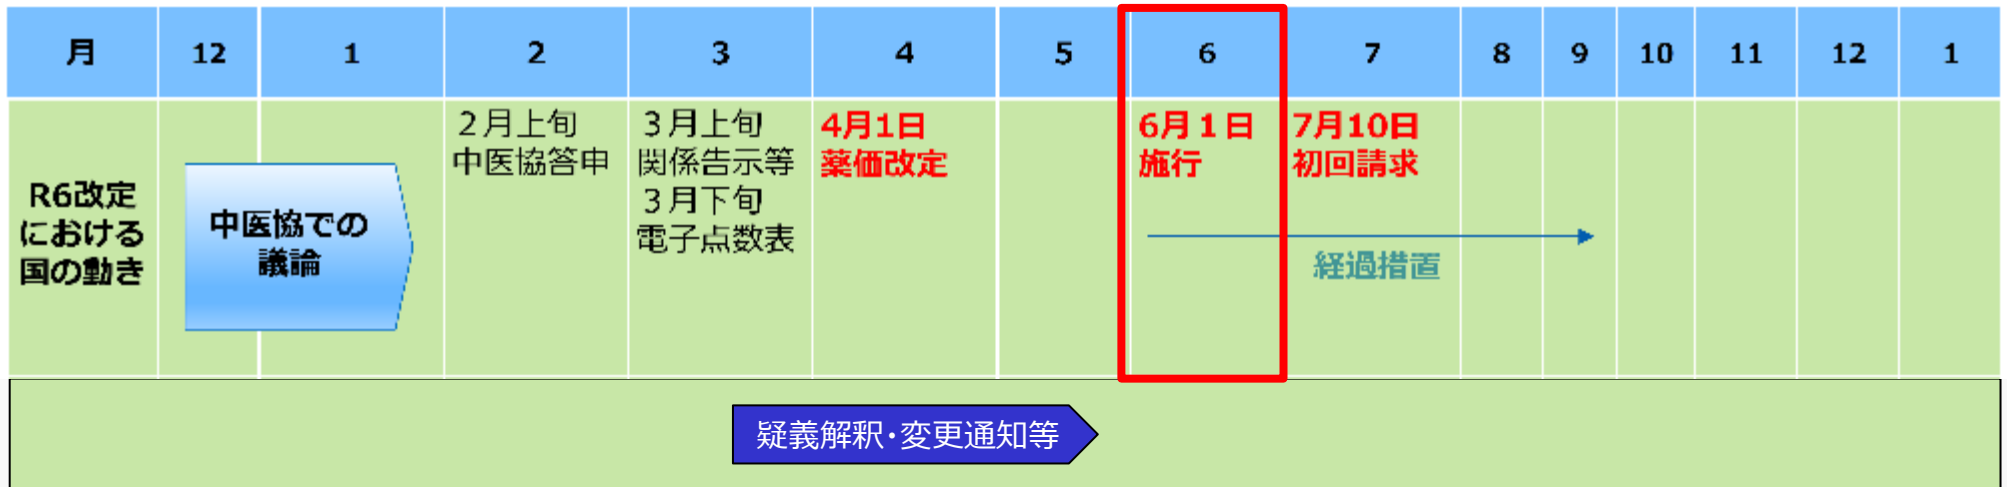 月 12 1 2 3 4 5 6 7 8 9 10 11 12 1
R6改定
における
国の動き
中医協での
議論
２月上旬
中医協答申
３月上旬
関係告示等
３月下旬
電子点数表
4月1日
薬価改定
6月１日
施行
7月10日
初回請求
経過措置
疑義解釈･変更通知等